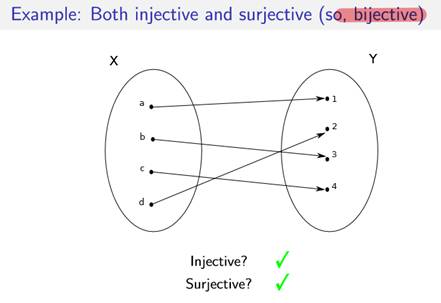 Example: Both injective and surjective (so, bijective)
X Y
a 1
b 2
c 3
d 4
Injective? ✓
Surjective? ✓